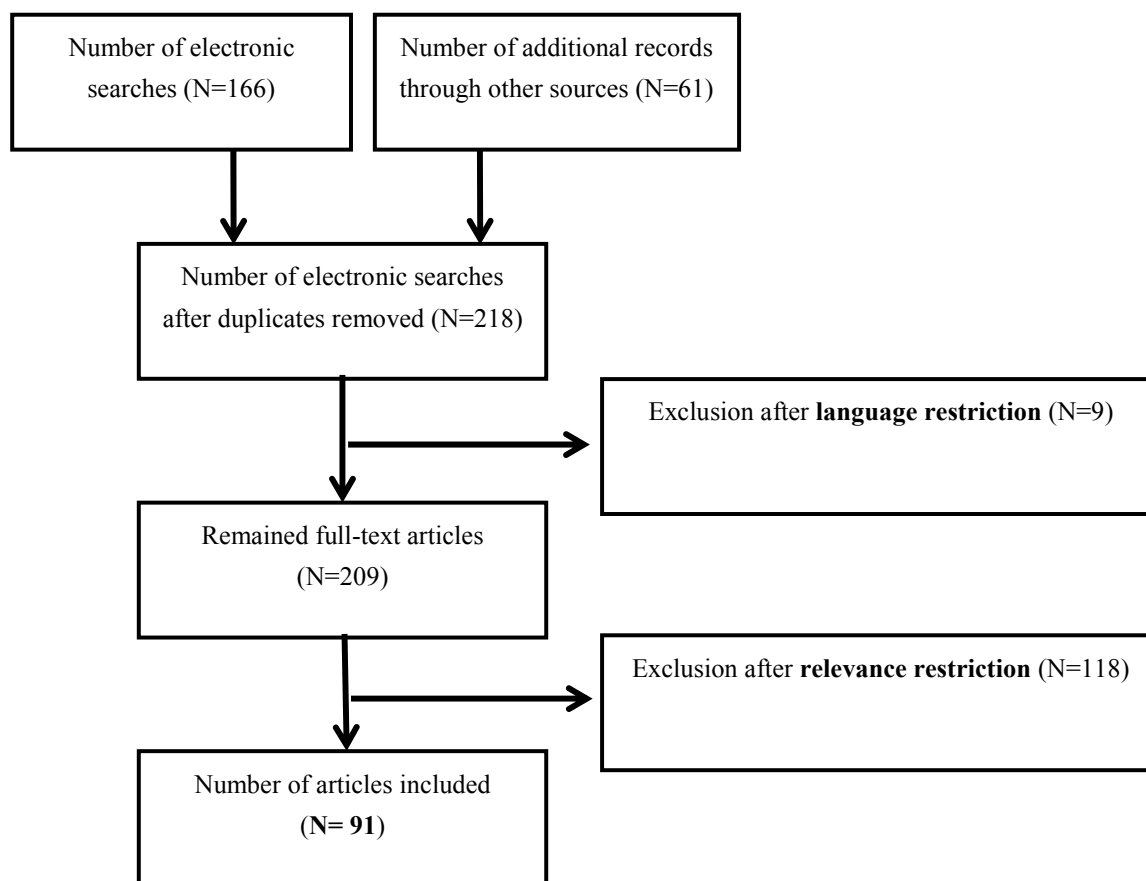 Number of electronic
searches (N=166)
Number of additional records
through other sources (N=61)
Number of electronic searches
after duplicates removed (N=218)
Exclusion after language restriction (N=9)
Remained full-text articles
(N=209)
Exclusion after relevance restriction (N=118)
Number of articles included
(N= 91)